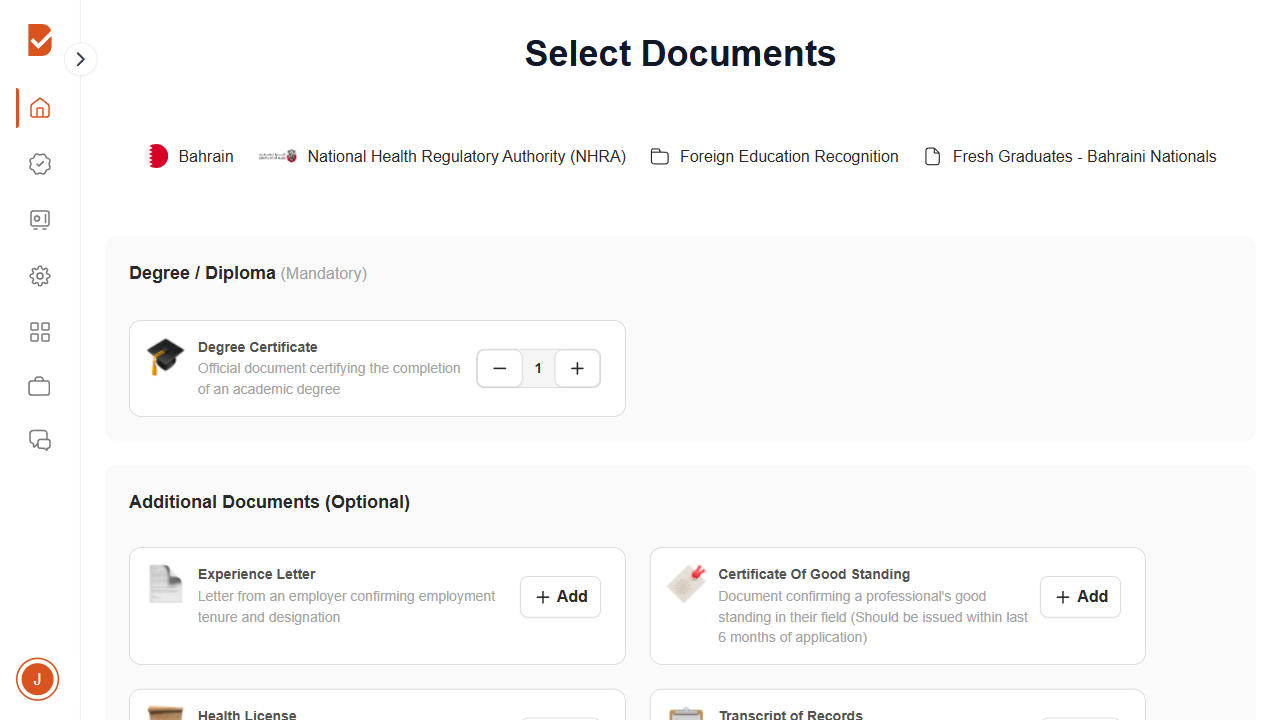 Select Documents
Bahrain
National Health Regulatory Authority (NHRA)
Foreign Education Recognition
Fresh Graduates - Bahraini Nationals
Degree / Diploma (Mandatory)
Degree Certificate
Official document certifying the completion
of an academic degree
1
Additional Documents (Optional)
Experience Letter
Letter from an employer confirming employment
tenure and designation
Add
Certificate Of Good Standing
Document confirming a professional's good
standing in their field (Should be issued within last
6 months of application)
Add
Health License
Transcript of Records
J